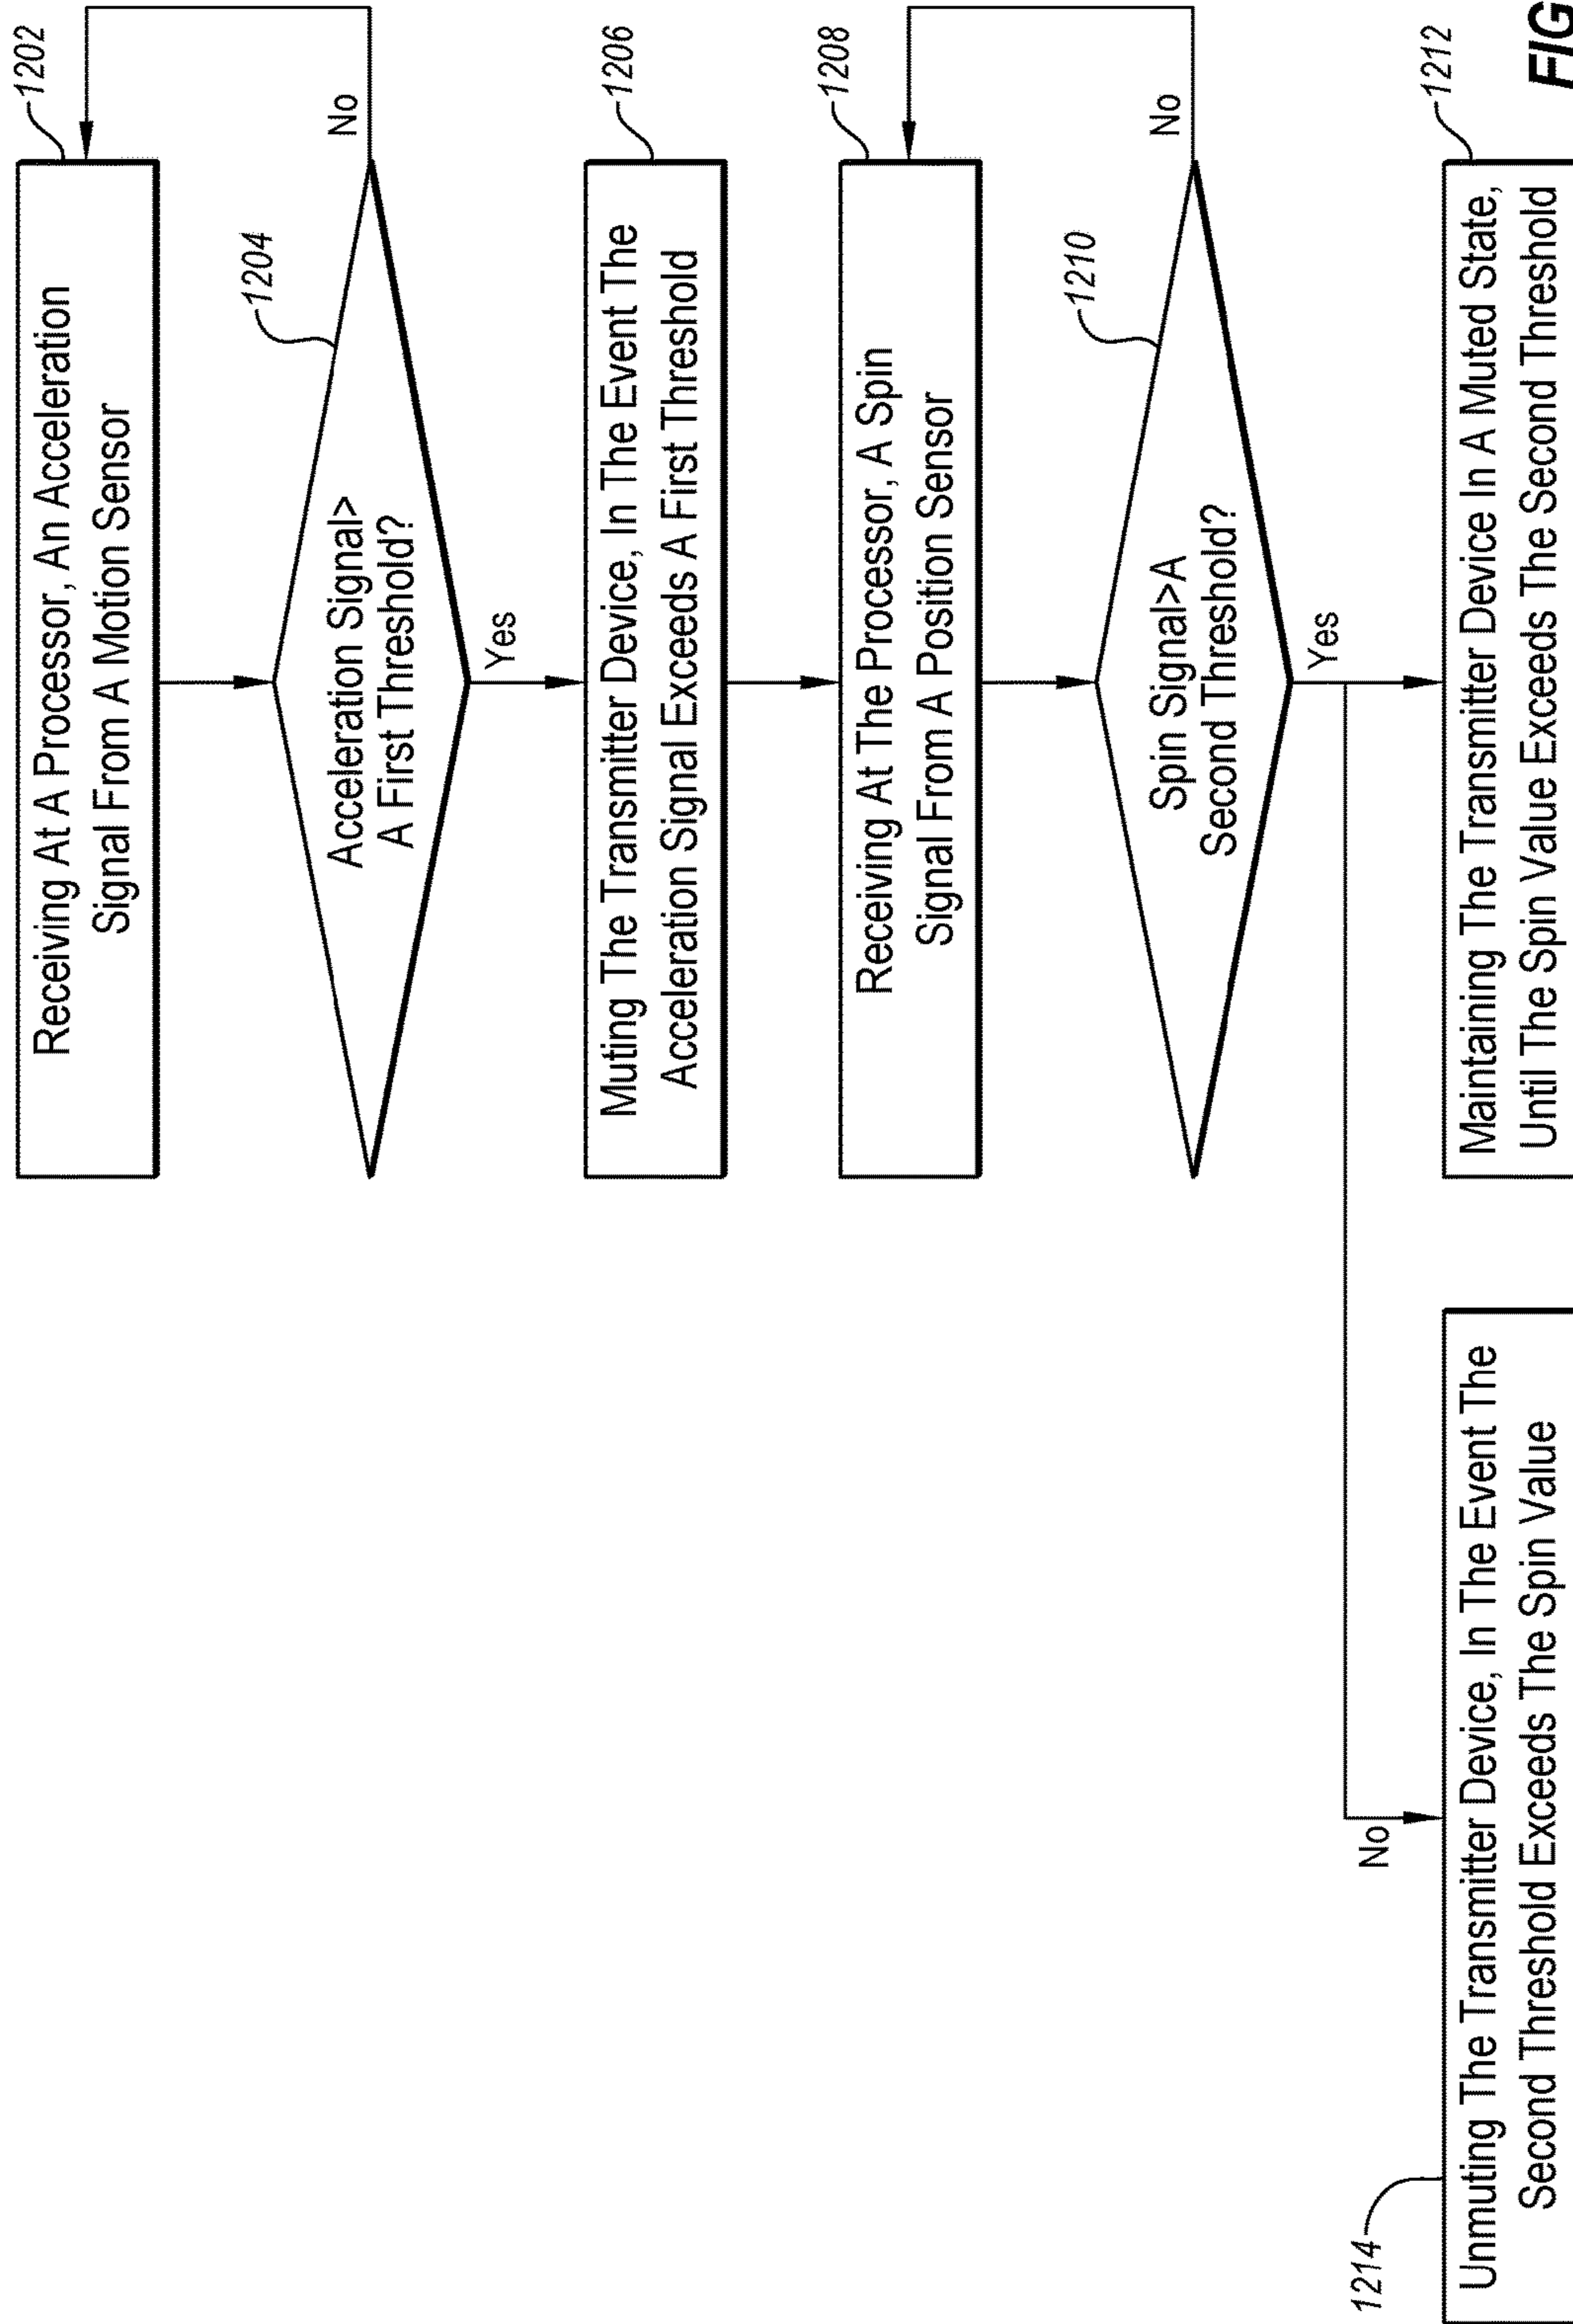 1202
Receiving At A Processor, An Acceleration
Signal From A Motion Sensor
1204
Acceleration Signal>
A First Threshold?
No
Yes
1206
Muting The Transmitter Device, In The Event The
Acceleration Signal Exceeds A First Threshold
1208
Receiving At The Processor, A Spin
Signal From A Position Sensor
1210
Spin Signal>A
Second Threshold?
No
Yes
No
1212
Maintaining The Transmitter Device In A Muted State,
Until The Spin Value Exceeds The Second Threshold
1214
Unmuting The Transmitter Device, In The Event The
Second Threshold Exceeds The Spin Value
FIG